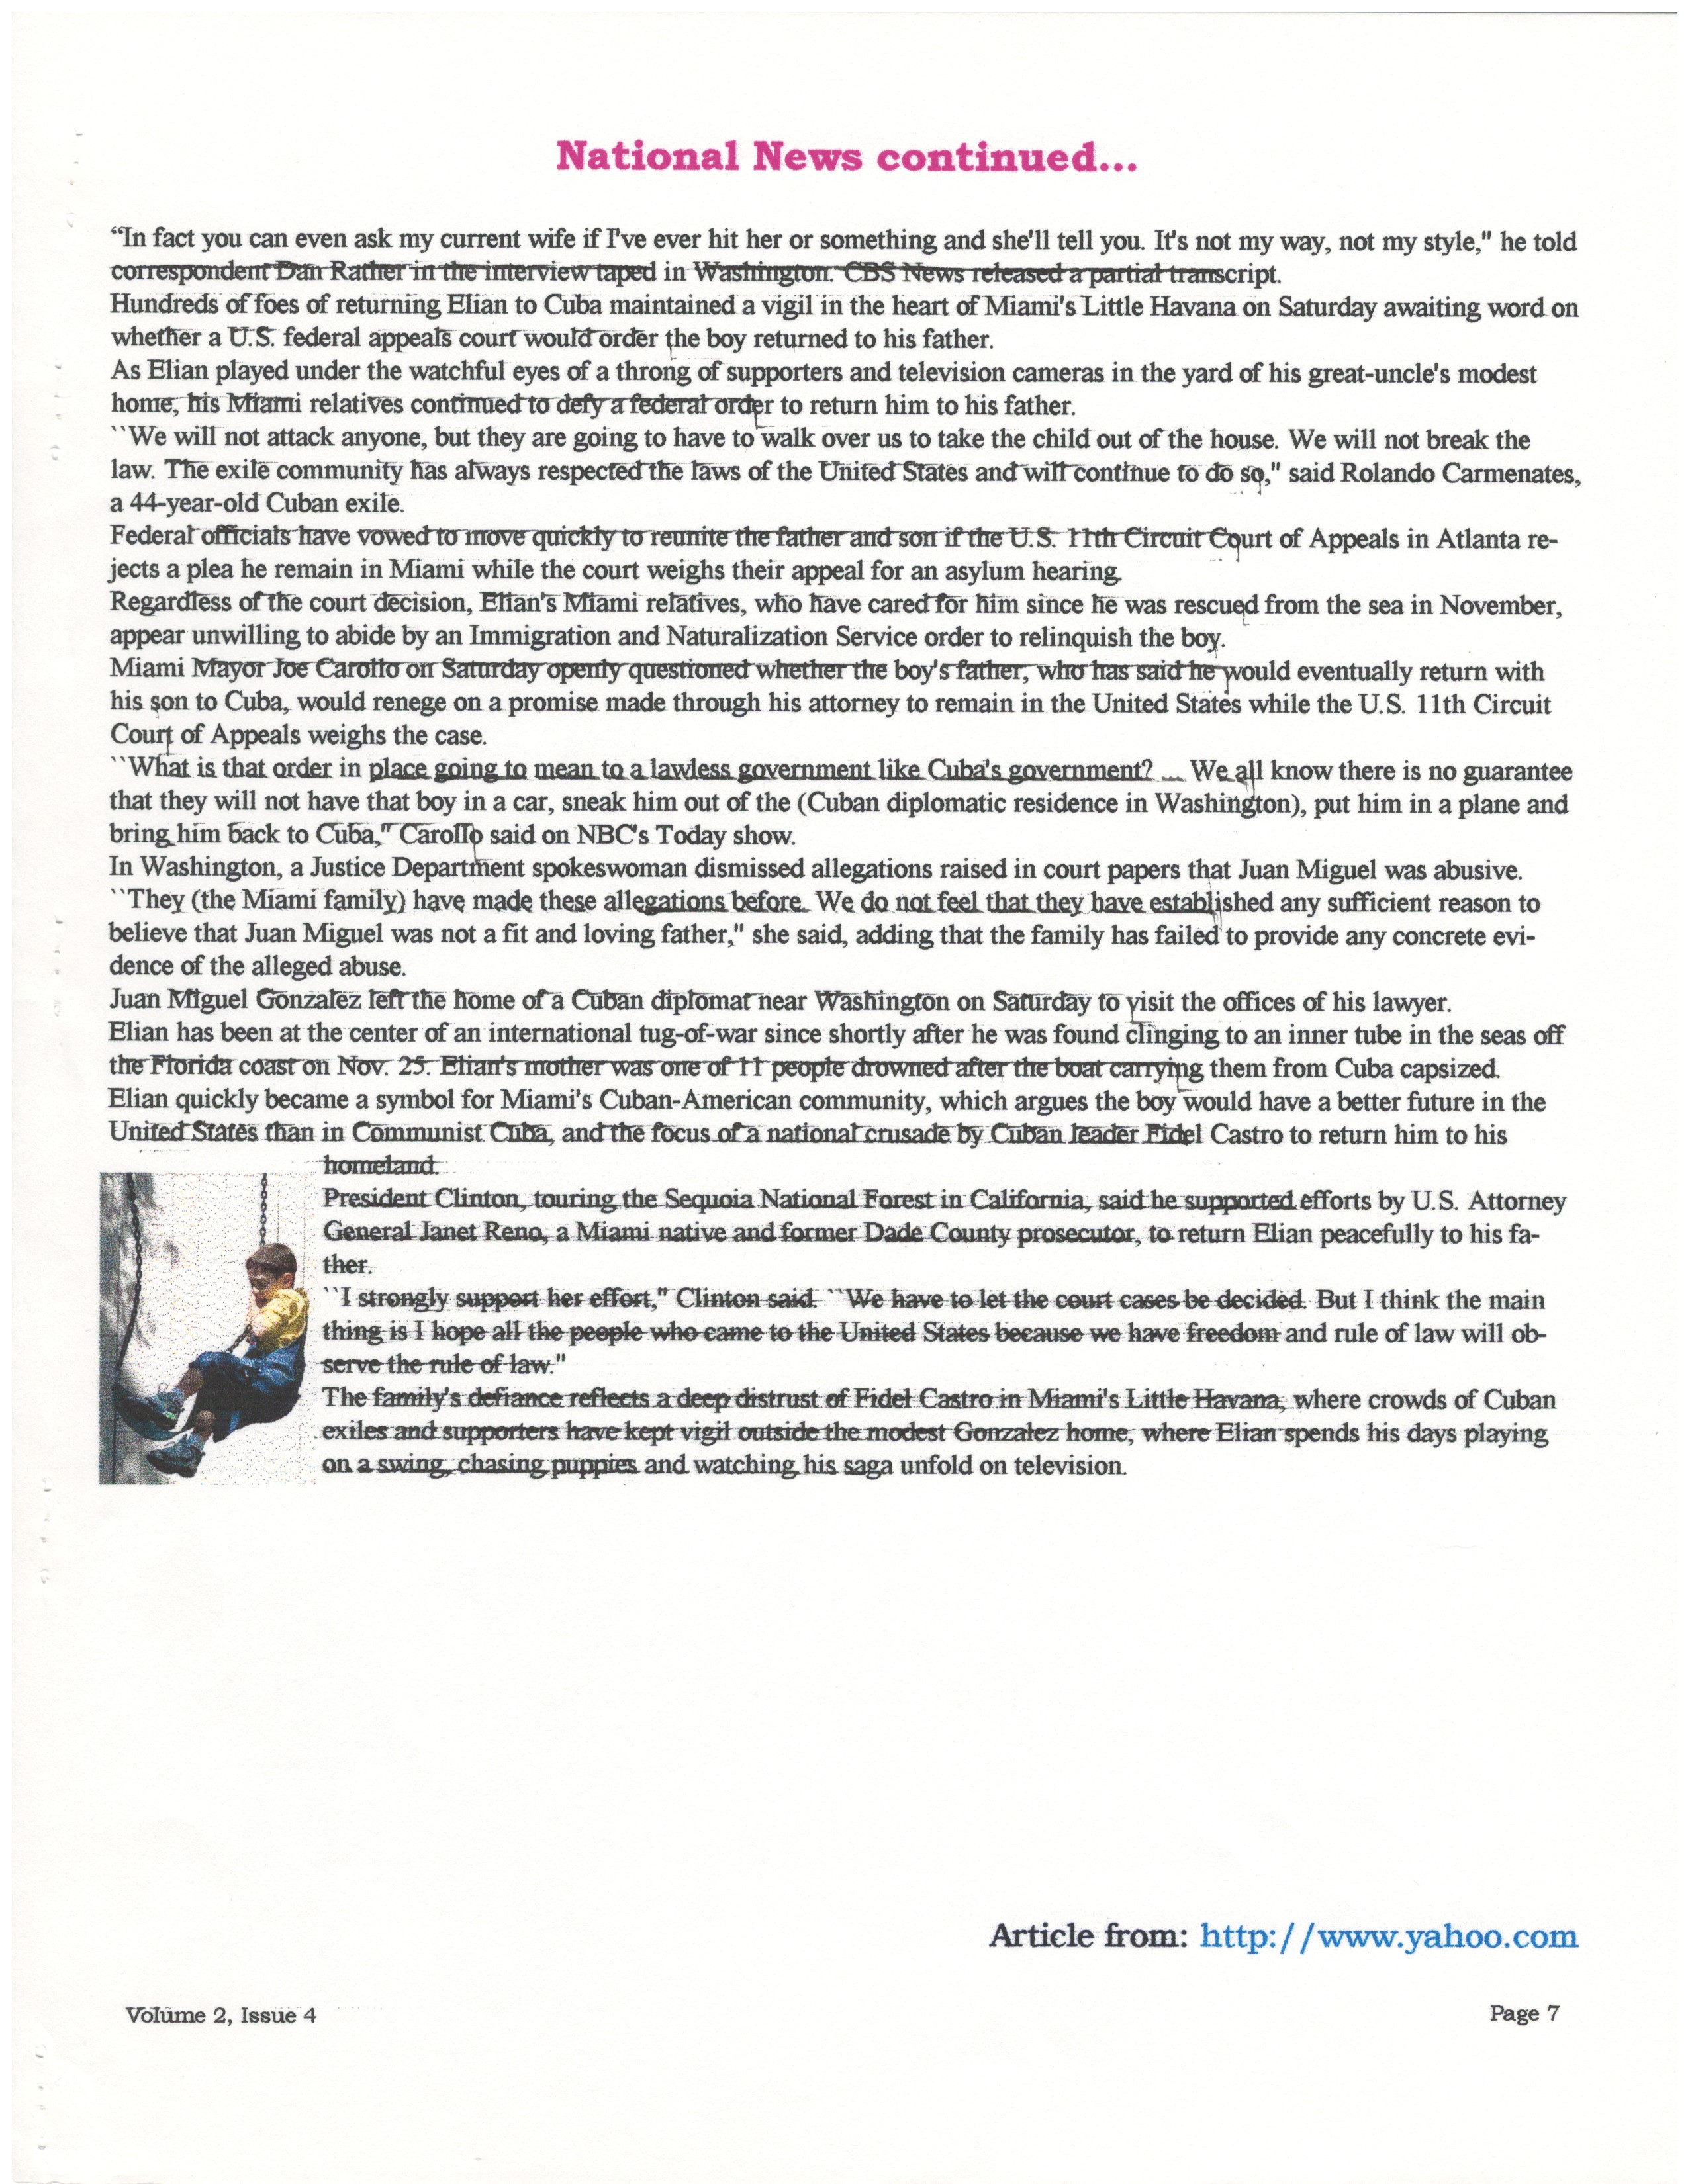 National News continued...
“In fact you can even ask my current wife if I've ever hit her or something and she'll tell you. It's not my way, not my style," he told
correspondent Dan Rather in the interview taped in Washington. CBS News released a partial transcript.
Hundreds of foes of returning Elian to Cuba maintained a vigil in the heart of Miami's Little Havana on Saturday awaiting word on
whether a U.S. federal appeals court would order the boy returned to his father.
As Elian played under the watchful eyes of a throng of supporters and television cameras in the yard of his great-uncle's modest
home, his Miami relatives continued to defy a federal order to return him to his father.
``We will not attack anyone, but they are going to have to walk over us to take the child out of the house. We will not break the
law. The exile community has always respected the laws of the United States and will continue to do so," said Rolando Carmenates,
a 44-year-old Cuban exile.
Federal officials have vowed to move quickly to reunite the father and son if the U.S. 11th Circuit Court of Appeals in Atlanta re-
jects a plea he remain in Miami while the court weighs their appeal for an asylum hearing.
Regardless of the court decision, Elian's Miami relatives, who have cared for him since he was rescued from the sea in November,
appear unwilling to abide by an Immigration and Naturalization Service order to relinquish the boy.
Miami Mayor Joe Carollo on Saturday openly questioned whether the boy's father, who has said he would eventually return with
his son to Cuba, would renege on a promise made through his attorney to remain in the United States while the U.S. 11th Circuit
Court of Appeals weighs the case.
``What is that order in place going to mean to a lawless government like Cuba's government? ... We all know there is no guarantee
that they will not have that boy in a car, sneak him out of the (Cuban diplomatic residence in Washington), put him in a plane and
bring him back to Cuba," Carollo said on NBC's Today show.
In Washington, a Justice Department spokeswoman dismissed allegations raised in court papers that Juan Miguel was abusive.
``They (the Miami family) have made these allegations before. We do not feel that they have established any sufficient reason to
believe that Juan Miguel was not a fit and loving father," she said, adding that the family has failed to provide any concrete evi-
dence of the alleged abuse.
Juan Miguel Gonzalez left the home of a Cuban diplomat near Washington on Saturday to visit the offices of his lawyer.
Elian has been at the center of an international tug-of-war since shortly after he was found clinging to an inner tube in the seas off
the Florida coast on Nov. 25. Elian's mother was one of 11 people drowned after the boat carrying them from Cuba capsized.
Elian quickly became a symbol for Miami's Cuban-American community, which argues the boy would have a better future in the
United States than in Communist Cuba, and the focus of a national crusade by Cuban leader Fidel Castro to return him to his
homeland.
President Clinton, touring the Sequoia National Forest in California, said he supported efforts by U.S. Attorney
General Janet Reno, a Miami native and former Dade County prosecutor, to return Elian peacefully to his fa-
ther.
``I strongly support her effort," Clinton said. ``We have to let the court cases be decided. But I think the main
thing is I hope all the people who came to the United States because we have freedom and rule of law will ob-
serve the rule of law."
The family's defiance reflects a deep distrust of Fidel Castro in Miami's Little Havana, where crowds of Cuban
exiles and supporters have kept vigil outside the modest Gonzalez home, where Elian spends his days playing
on a swing, chasing puppies and watching his saga unfold on television.
Article from: http://www.yahoo.com
Volume 2, Issue 4
Page 7